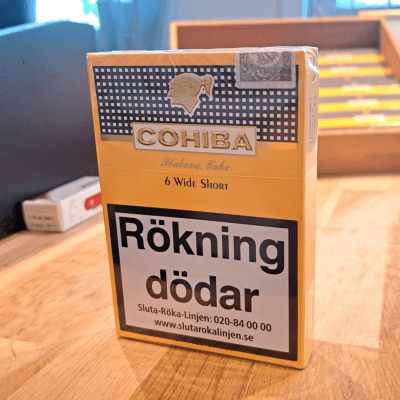 COHIBA
Habana, Cuba
6 Wide Short
Rökning
dödar
Sluta-Röka-Linjen: 020-84 00 00
www.slutarokalinjen.se